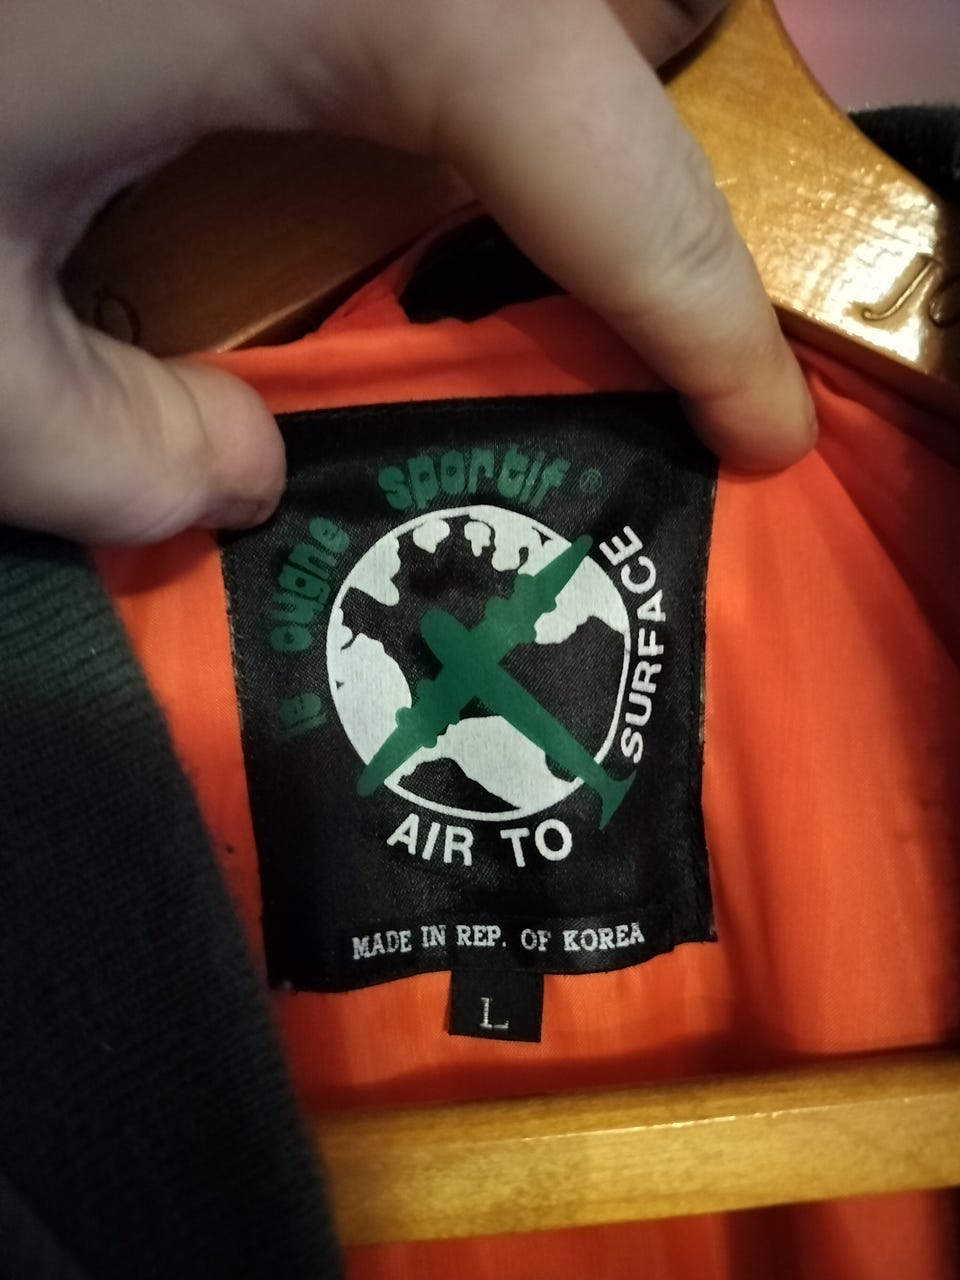 le cygne sportif®
AIR TO SURFACE
MADE IN REP. OF KOREA
L